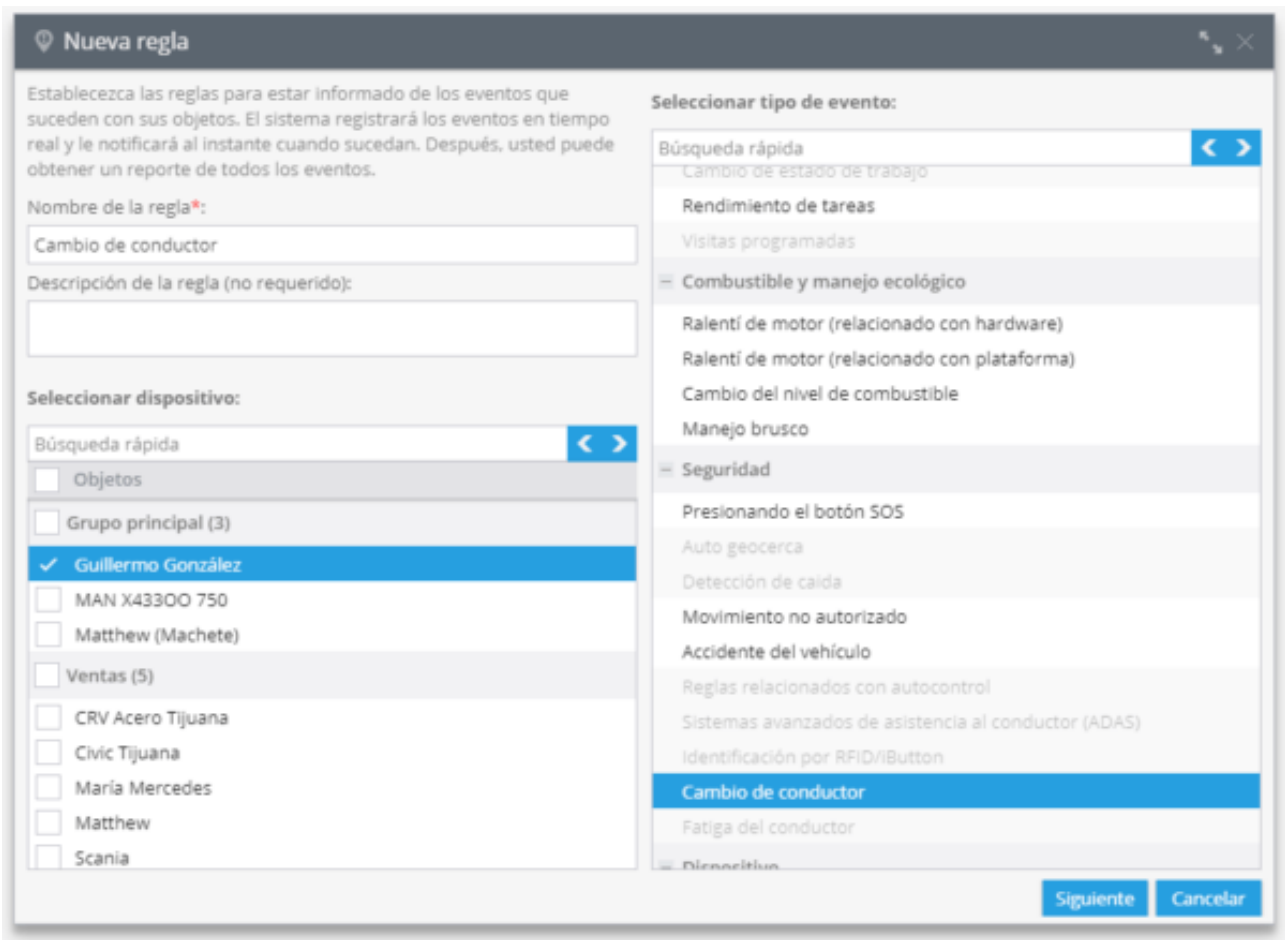 Nueva regla
Establecezca las reglas para estar informado de los eventos que
suceden con sus objetos. El sistema registrará los eventos en tiempo
real y le notificará al instante cuando sucedan. Después, usted puede
obtener un reporte de todos los eventos.
Nombre de la regla*:
Cambio de conductor
Descripción de la regla (no requerido):
Seleccionar dispositivo:
Búsqueda rápida
Objetos
Grupo principal (3)
Guillermo González
MAN X433OO 750
Matthew (Machete)
Ventas (5)
CRV Acero Tijuana
Civic Tijuana
María Mercedes
Matthew
Scania
Seleccionar tipo de evento:
Búsqueda rápida
Cambio de estado de trabajo
Rendimiento de tareas
Visitas programadas
Combustible y manejo ecológico
Ralentí de motor (relacionado con hardware)
Ralentí de motor (relacionado con plataforma)
Cambio del nivel de combustible
Manejo brusco
Seguridad
Presionando el botón SOS
Auto geocerca
Detección de caida
Movimiento no autorizado
Accidente del vehículo
Reglas relacionados con autocontrol
Sistemas avanzados de asistencia al conductor (ADAS)
Identificación por RFID/iButton
Cambio de conductor
Fatiga del conductor
Dispositivo
Siguiente
Cancelar